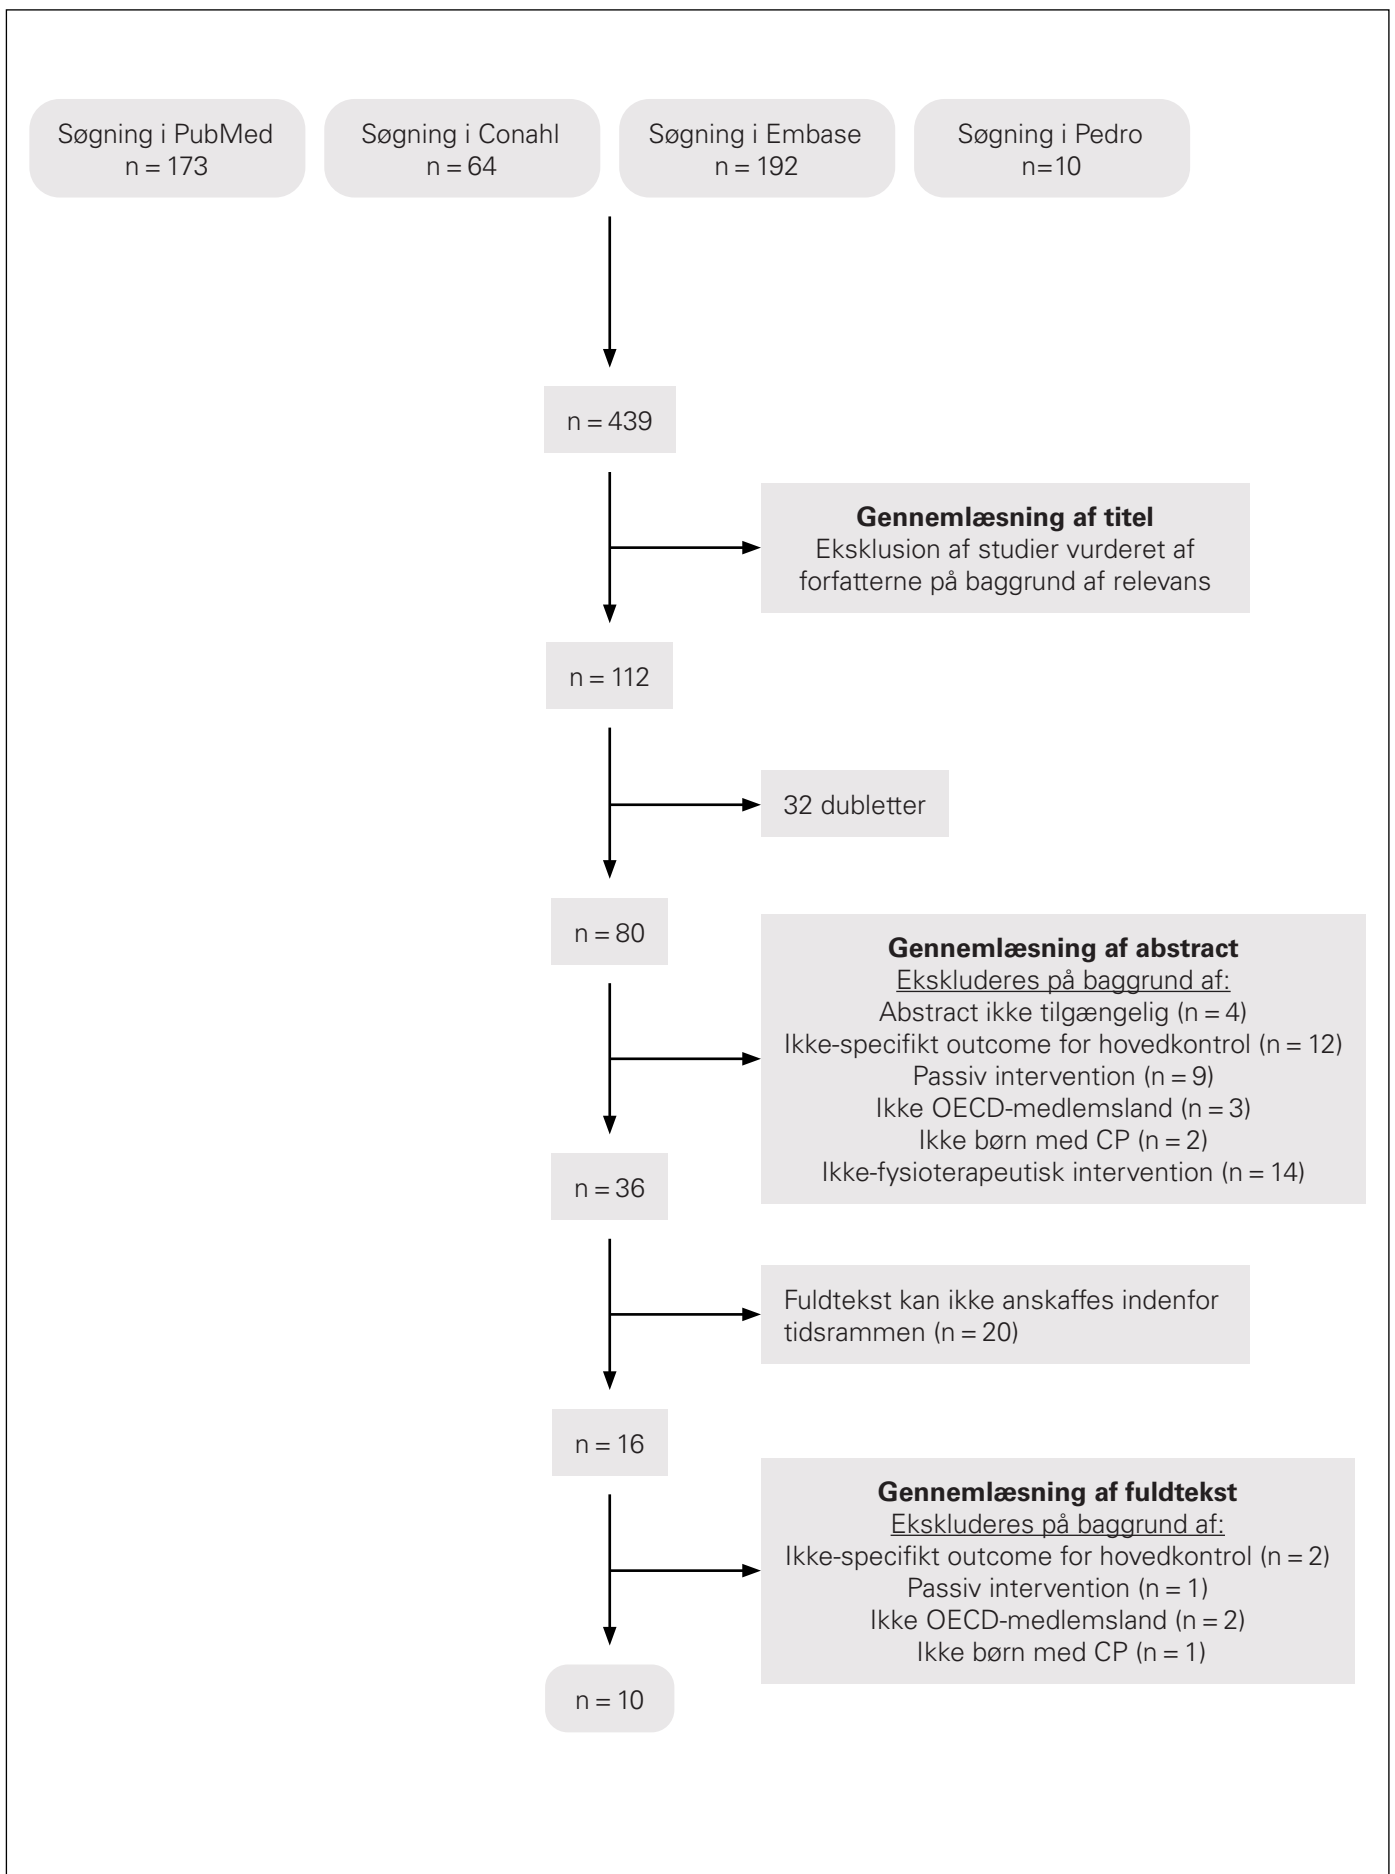 Søgning i PubMed
n = 173
Søgning i Conahl
n = 64
Søgning i Embase
n = 192
Søgning i Pedro
n=10
n = 439
Gennemlæsning af titel
Eksklusion af studier vurderet af
forfatterne på baggrund af relevans
n = 112
32 dubletter
n = 80
Gennemlæsning af abstract
Ekskluderes på baggrund af:
Abstract ikke tilgængelig (n = 4)
Ikke-specifikt outcome for hovedkontrol (n = 12)
Passiv intervention (n = 9)
Ikke OECD-medlemsland (n = 3)
Ikke børn med CP (n = 2)
Ikke-fysioterapeutisk intervention (n = 14)
n = 36
Fuldtekst kan ikke anskaffes indenfor
tidsrammen (n = 20)
n = 16
Gennemlæsning af fuldtekst
Ekskluderes på baggrund af:
Ikke-specifikt outcome for hovedkontrol (n = 2)
Passiv intervention (n = 1)
Ikke OECD-medlemsland (n = 2)
Ikke børn med CP (n = 1)
n = 10